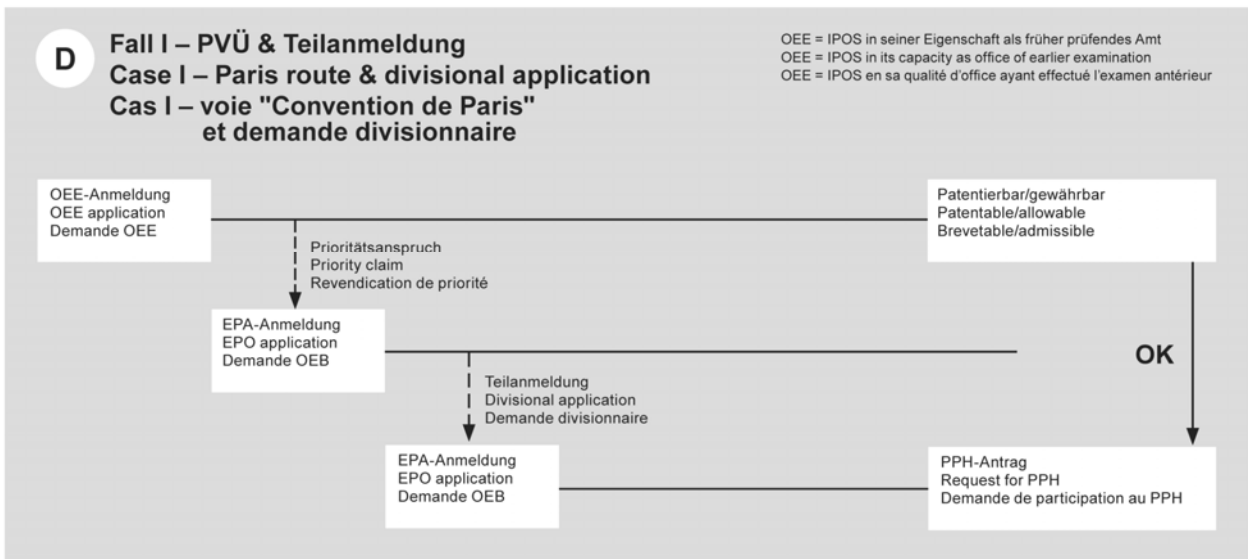 D
Fall I – PVÜ & Teilanmeldung
Case I – Paris route & divisional application
Cas I – voie "Convention de Paris"
et demande divisionnaire
OEE = IPOS in seiner Eigenschaft als früher prüfendes Amt
OEE = IPOS in its capacity as office of earlier examination
OEE = IPOS en sa qualité d'office ayant effectué l'examen antérieur
OEE-Anmeldung
OEE application
Demande OEE
Patentierbar/gewährbar
Patentable/allowable
Brevetable/admissible
Prioritätsanspruch
Priority claim
Revendication de priorité
EPA-Anmeldung
EPO application
Demande OEB
OK
Teilanmeldung
Divisional application
Demande divisionnaire
EPA-Anmeldung
EPO application
Demande OEB
PPH-Antrag
Request for PPH
Demande de participation au PPH